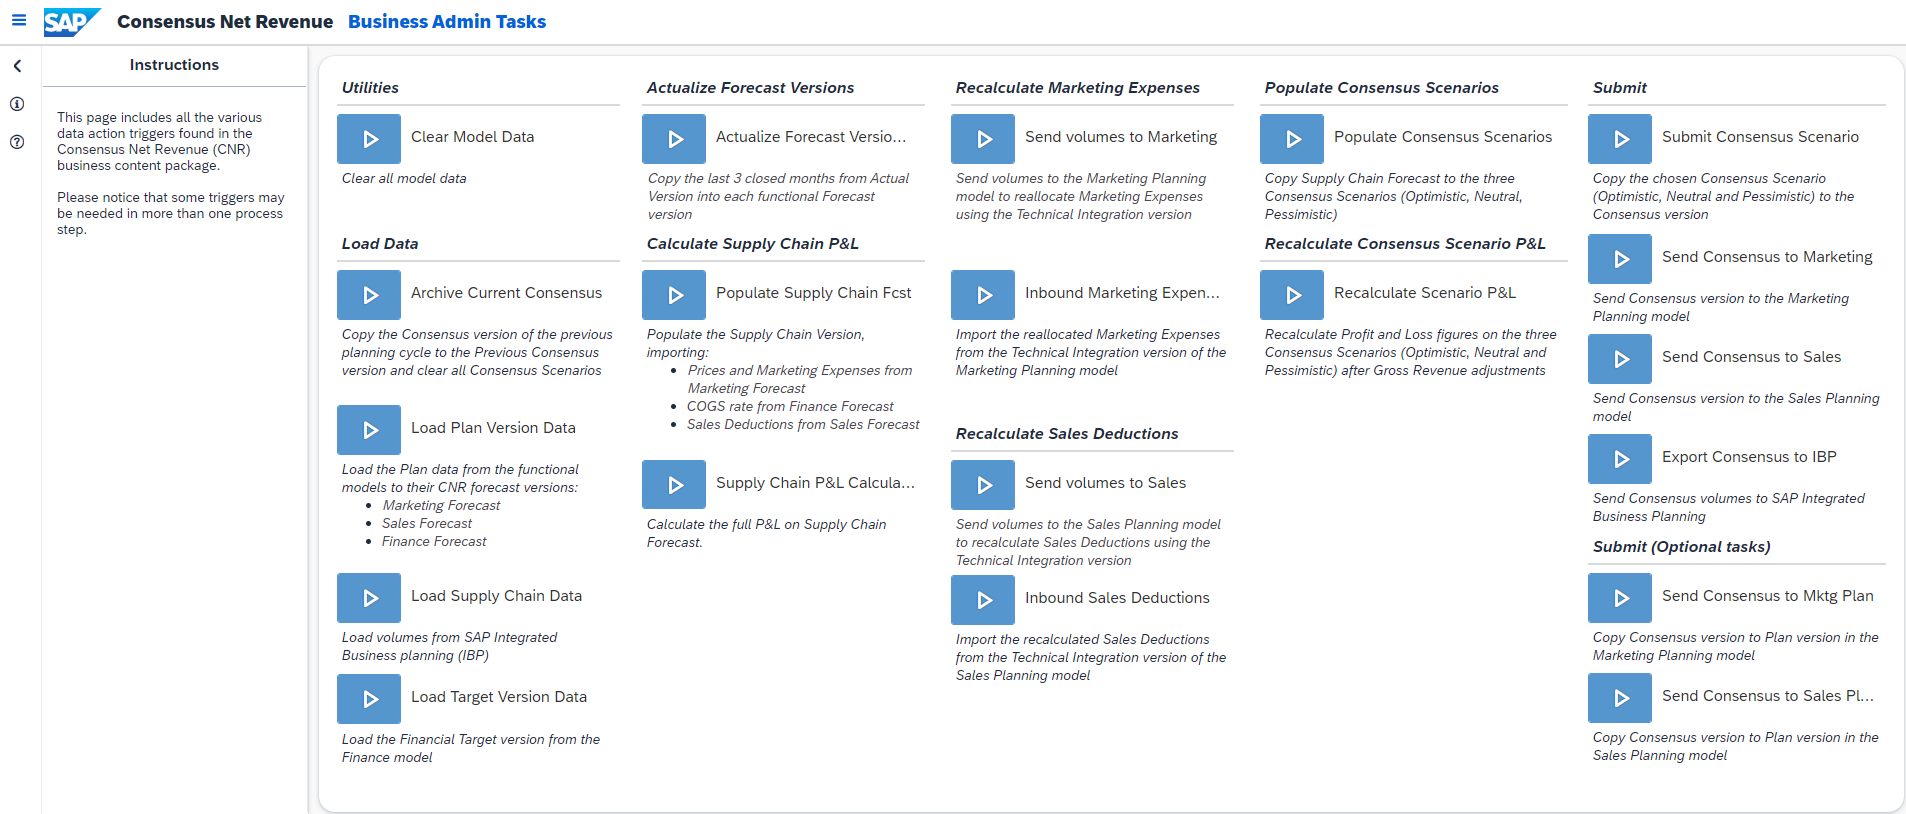 SAP Consensus Net Revenue Business Admin Tasks
Instructions
This page includes all the various
data action triggers found in the
Consensus Net Revenue (CNR)
business content package.
Please notice that some triggers may
be needed in more than one process
step.
Utilities
Clear Model Data
Clear all model data
Load Data
Archive Current Consensus
Copy the Consensus version of the previous
planning cycle to the Previous Consensus
version and clear all Consensus Scenarios
Load Plan Version Data
Load the Plan data from the functional
models to their CNR forecast versions:
• Marketing Forecast
• Sales Forecast
• Finance Forecast
Load Supply Chain Data
Load volumes from SAP Integrated
Business planning (IBP)
Load Target Version Data
Load the Financial Target version from the
Finance model
Actualize Forecast Versions
Actualize Forecast Versio...
Copy the last 3 closed months from Actual
Version into each functional Forecast
version
Calculate Supply Chain P&L
Populate Supply Chain Fcst
Populate the Supply Chain Version,
importing:
• Prices and Marketing Expenses from
Marketing Forecast
• COGS rate from Finance Forecast
• Sales Deductions from Sales Forecast
Supply Chain P&L Calcula...
Calculate the full P&L on Supply Chain
Forecast.
Recalculate Marketing Expenses
Send volumes to Marketing
Send volumes to the Marketing Planning
model to reallocate Marketing Expenses
using the Technical Integration version
Inbound Marketing Expen...
Import the reallocated Marketing Expenses
from the Technical Integration version of the
Marketing Planning model
Recalculate Sales Deductions
Send volumes to Sales
Send volumes to the Sales Planning model
to recalculate Sales Deductions using the
Technical Integration version
Inbound Sales Deductions
Import the recalculated Sales Deductions
from the Technical Integration version of the
Sales Planning model
Populate Consensus Scenarios
Populate Consensus Scenarios
Copy Supply Chain Forecast to the three
Consensus Scenarios (Optimistic, Neutral,
Pessimistic)
Recalculate Consensus Scenario P&L
Recalculate Scenario P&L
Recalculate Profit and Loss figures on the three
Consensus Scenarios (Optimistic, Neutral and
Pessimistic) after Gross Revenue adjustments
Submit
Submit Consensus Scenario
Copy the chosen Consensus Scenario
(Optimistic, Neutral and Pessimistic) to the
Consensus version
Send Consensus to Marketing
Send Consensus version to the Marketing
Planning model
Send Consensus to Sales
Send Consensus version to the Sales Planning
model
Export Consensus to IBP
Send Consensus volumes to SAP Integrated
Business Planning
Submit (Optional tasks)
Send Consensus to Mktg Plan
Copy Consensus version to Plan version in the
Marketing Planning model
Send Consensus to Sales Pl...
Copy Consensus version to Plan version in the
Sales Planning model